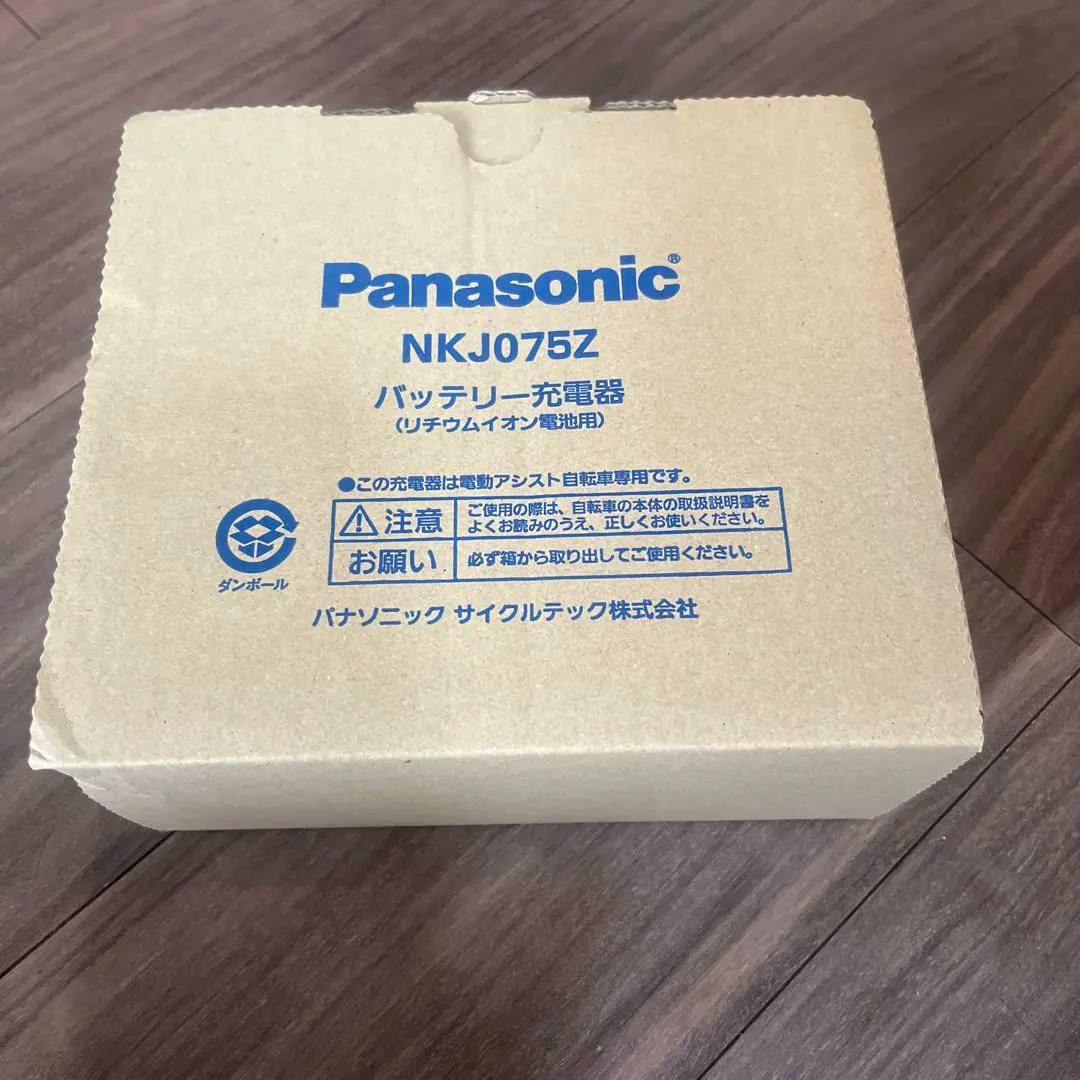 Panasonic®
NKJ075Z
バッテリー充電器
(リチウムイオン電池用)
●この充電器は電動アシスト自転車専用です。
注意
ご使用の際は、自転車の本体の取扱説明書を
よくお読みのうえ、正しくお使いください。
お願い
必ず箱から取り出してご使用ください。
ダンボール
パナソニック サイクルテック株式会社